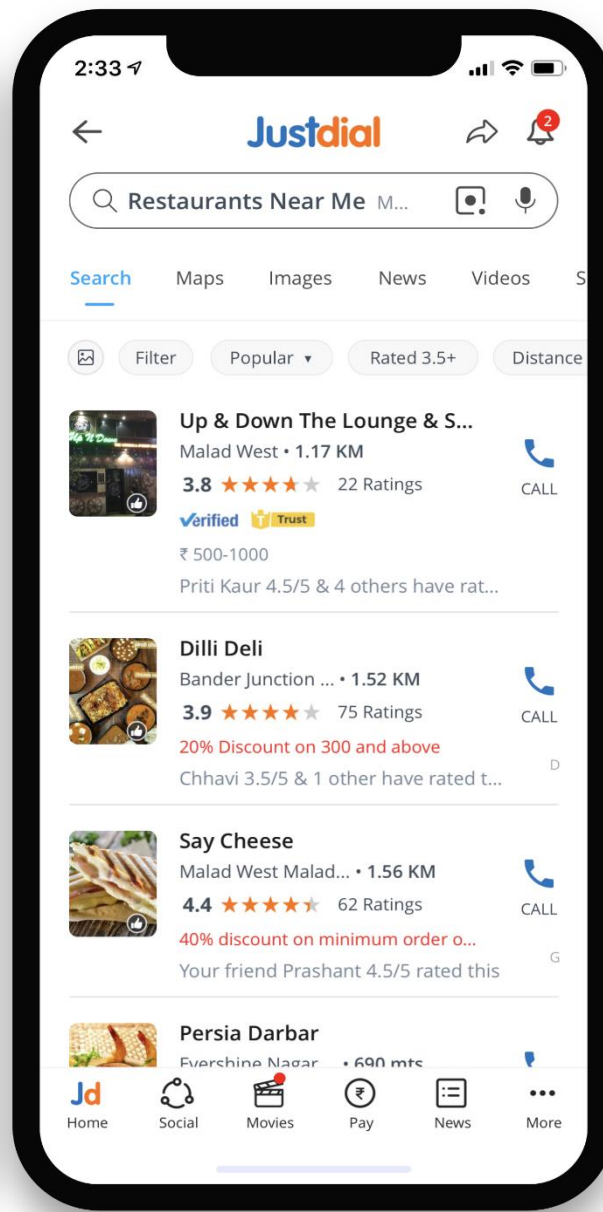 2:33
Justdial
2
Restaurants Near Me M...
Search Maps Images News Videos S
Filter Popular Rated 3.5+ Distance
Up & Down The Lounge & S...
Malad West • 1.17 KM
3.8 22 Ratings
CALL
Verified T Trust
₹ 500-1000
Priti Kaur 4.5/5 & 4 others have rat...
Up N Down
Dilli Deli
Bander Junction ... • 1.52 KM
3.9 75 Ratings
CALL
20% Discount on 300 and above
D
Chhavi 3.5/5 & 1 other have rated t...
Say Cheese
Malad West Malad... • 1.56 KM
4.4 62 Ratings
CALL
40% discount on minimum order o...
G
Your friend Prashant 4.5/5 rated this
Persia Darbar
Evershine Nagar ... • 690 mts
Jd
Home Social Movies Pay News More